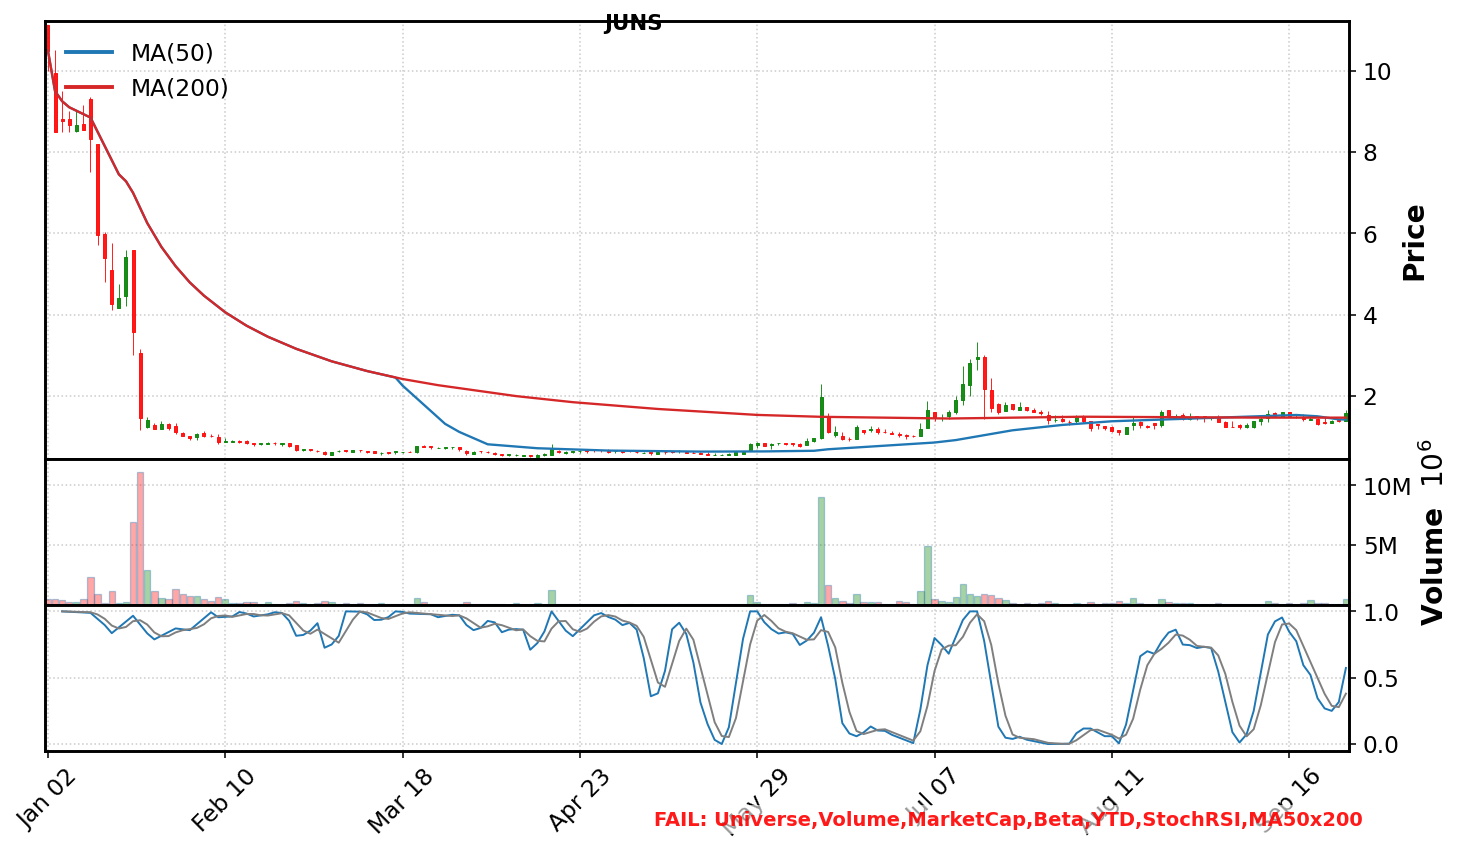 JUNS
MA(50)
MA(200)
10
8
6
4
2
Price
10M
5M
Volume 10^6
1.0
0.5
0.0
Jan 02
Feb 10
Mar 18
Apr 23
May 29
Jul 07
Aug 11
Sep 16
FAIL: Universe,Volume,MarketCap,Beta,YTD,StochRSI,MA50x200